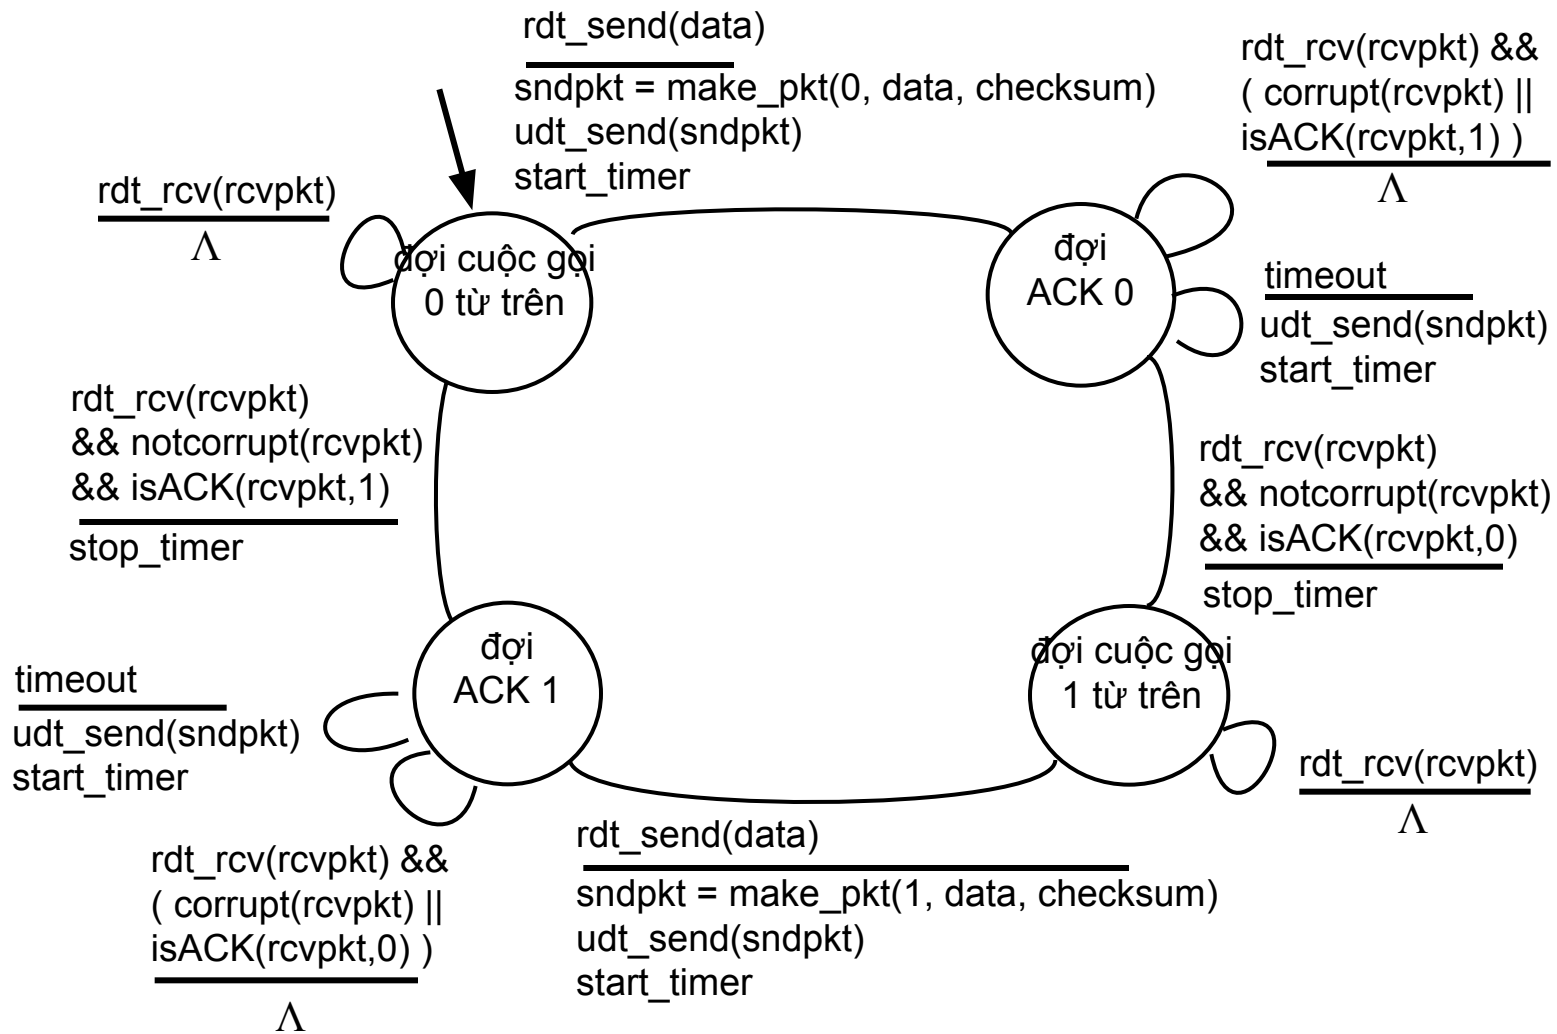 rdt_send(data)
sndpkt = make_pkt(0, data, checksum)
udt_send(sndpkt)
start_timer
rdt_rcv(rcvpkt) &&
( corrupt(rcvpkt) ||
isACK(rcvpkt,1) )
Λ
rdt_rcv(rcvpkt)
Λ
đợi cuộc gọi
0 từ trên
đợi
ACK 0
timeout
udt_send(sndpkt)
start_timer
rdt_rcv(rcvpkt)
&& notcorrupt(rcvpkt)
&& isACK(rcvpkt,1)
stop_timer
rdt_rcv(rcvpkt)
&& notcorrupt(rcvpkt)
&& isACK(rcvpkt,0)
stop_timer
đợi
ACK 1
đợi cuộc gọi
1 từ trên
timeout
udt_send(sndpkt)
start_timer
rdt_rcv(rcvpkt)
Λ
rdt_rcv(rcvpkt) &&
( corrupt(rcvpkt) ||
isACK(rcvpkt,0) )
Λ
rdt_send(data)
sndpkt = make_pkt(1, data, checksum)
udt_send(sndpkt)
start_timer